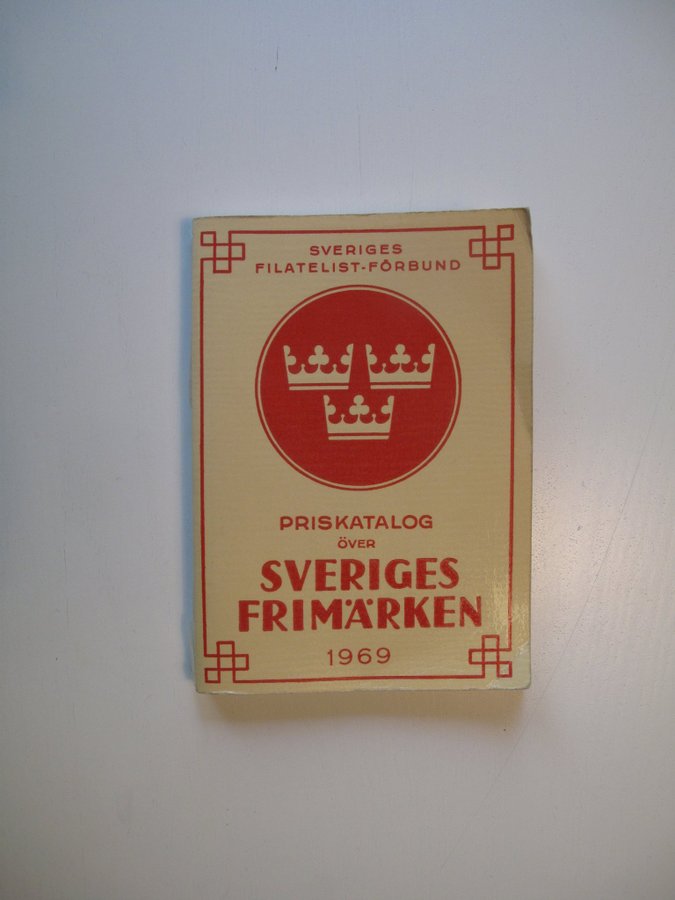 SVERIGES
FILATELIST-FÖRBUND
PRISKATALOG
ÖVER
SVERIGES
FRIMÄRKEN
1969